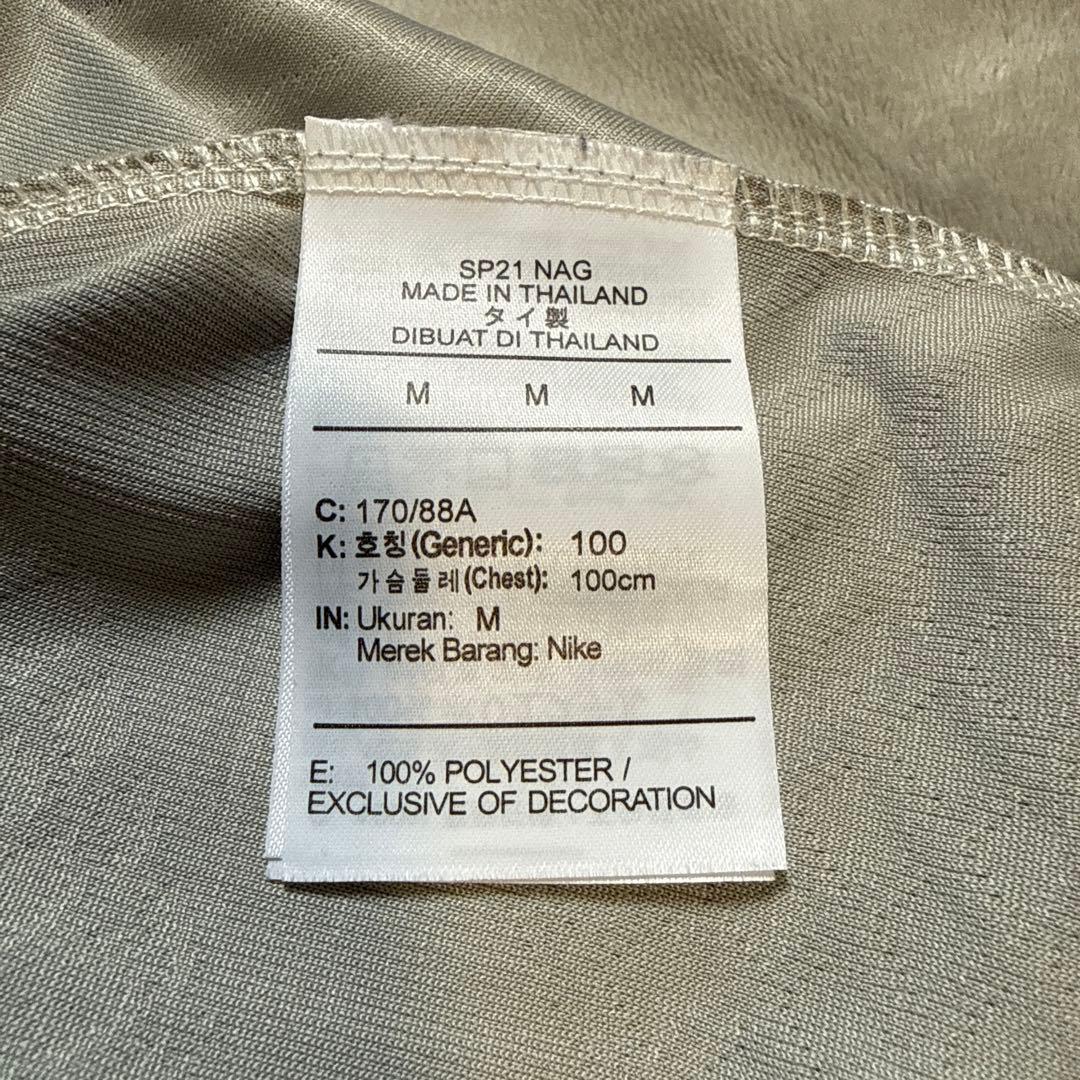 SP21 NAG
MADE IN THAILAND
タイ製
DIBUAT DI THAILAND
M M M
C: 170/88A
K: 호칭(Generic): 100
가슴둘레(Chest): 100cm
IN: Ukuran: M
Merek Barang: Nike
E: 100% POLYESTER /
EXCLUSIVE OF DECORATION